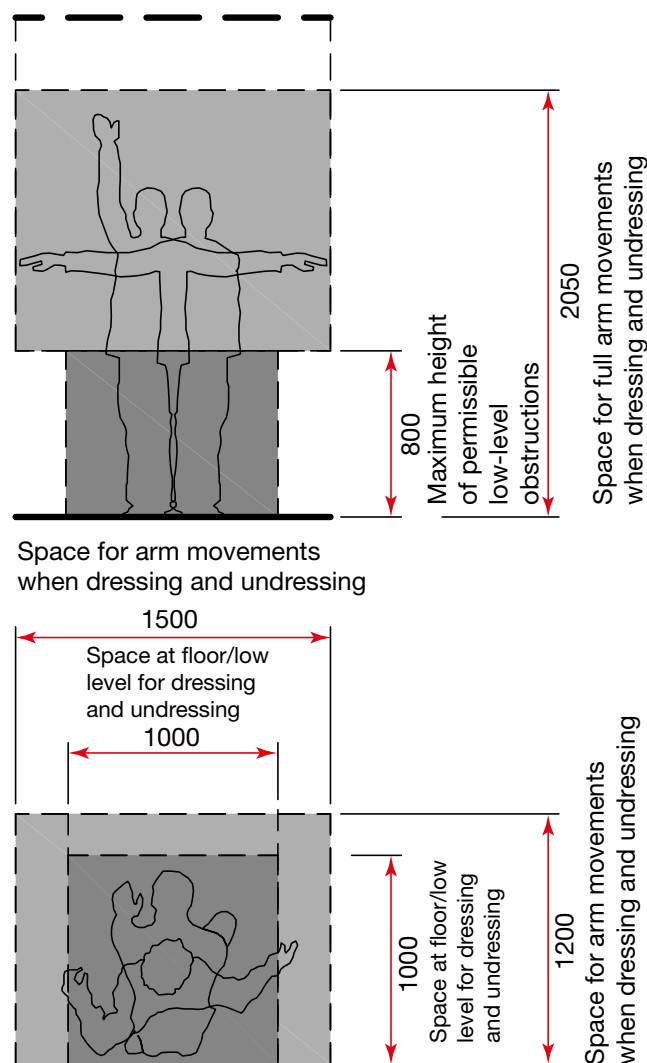 800
Maximum height
of permissible
low-level
obstructions
2050
Space for full arm movements
when dressing and undressing
Space for arm movements
when dressing and undressing
1500
Space at floor/low
level for dressing
and undressing
1000
1000
Space at floor/low
level for dressing
and undressing
1200
Space for arm movements
when dressing and undressing